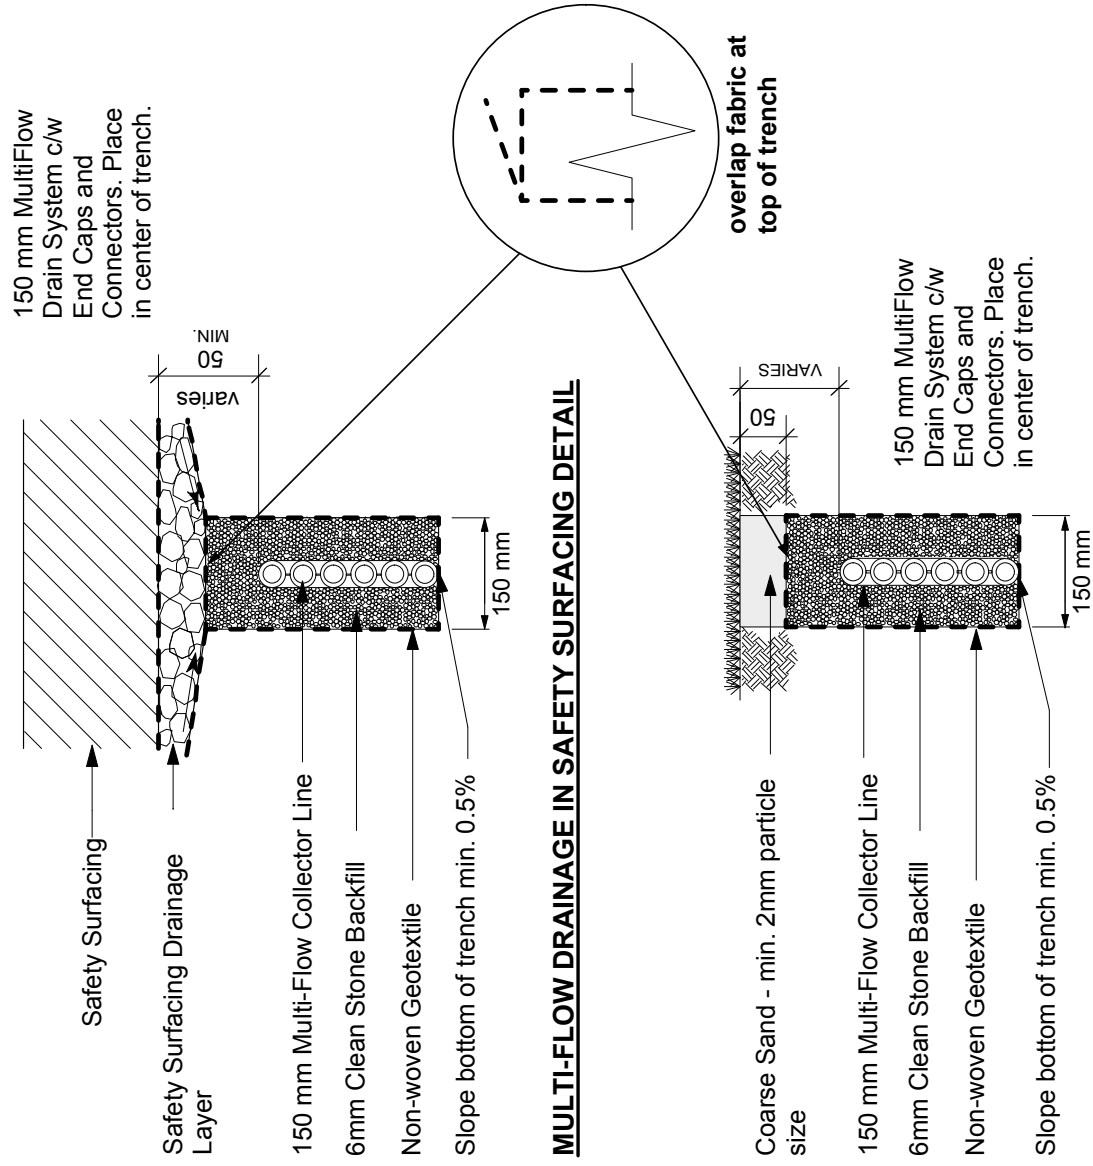 150 mm MultiFlow
Drain System c/w
End Caps and
Connectors. Place
in center of trench.
50
MIN.
varies
Safety Surfacing
Safety Surfacing Drainage
Layer
150 mm Multi-Flow Collector Line
6mm Clean Stone Backfill
Non-woven Geotextile
Slope bottom of trench min. 0.5%
150 mm
MULTI-FLOW DRAINAGE IN SAFETY SURFACING DETAIL
overlap fabric at
top of trench
VARIES
50
150 mm MultiFlow
Drain System c/w
End Caps and
Connectors. Place
in center of trench.
Coarse Sand - min. 2mm particle
size
150 mm Multi-Flow Collector Line
6mm Clean Stone Backfill
Non-woven Geotextile
Slope bottom of trench min. 0.5%
150 mm